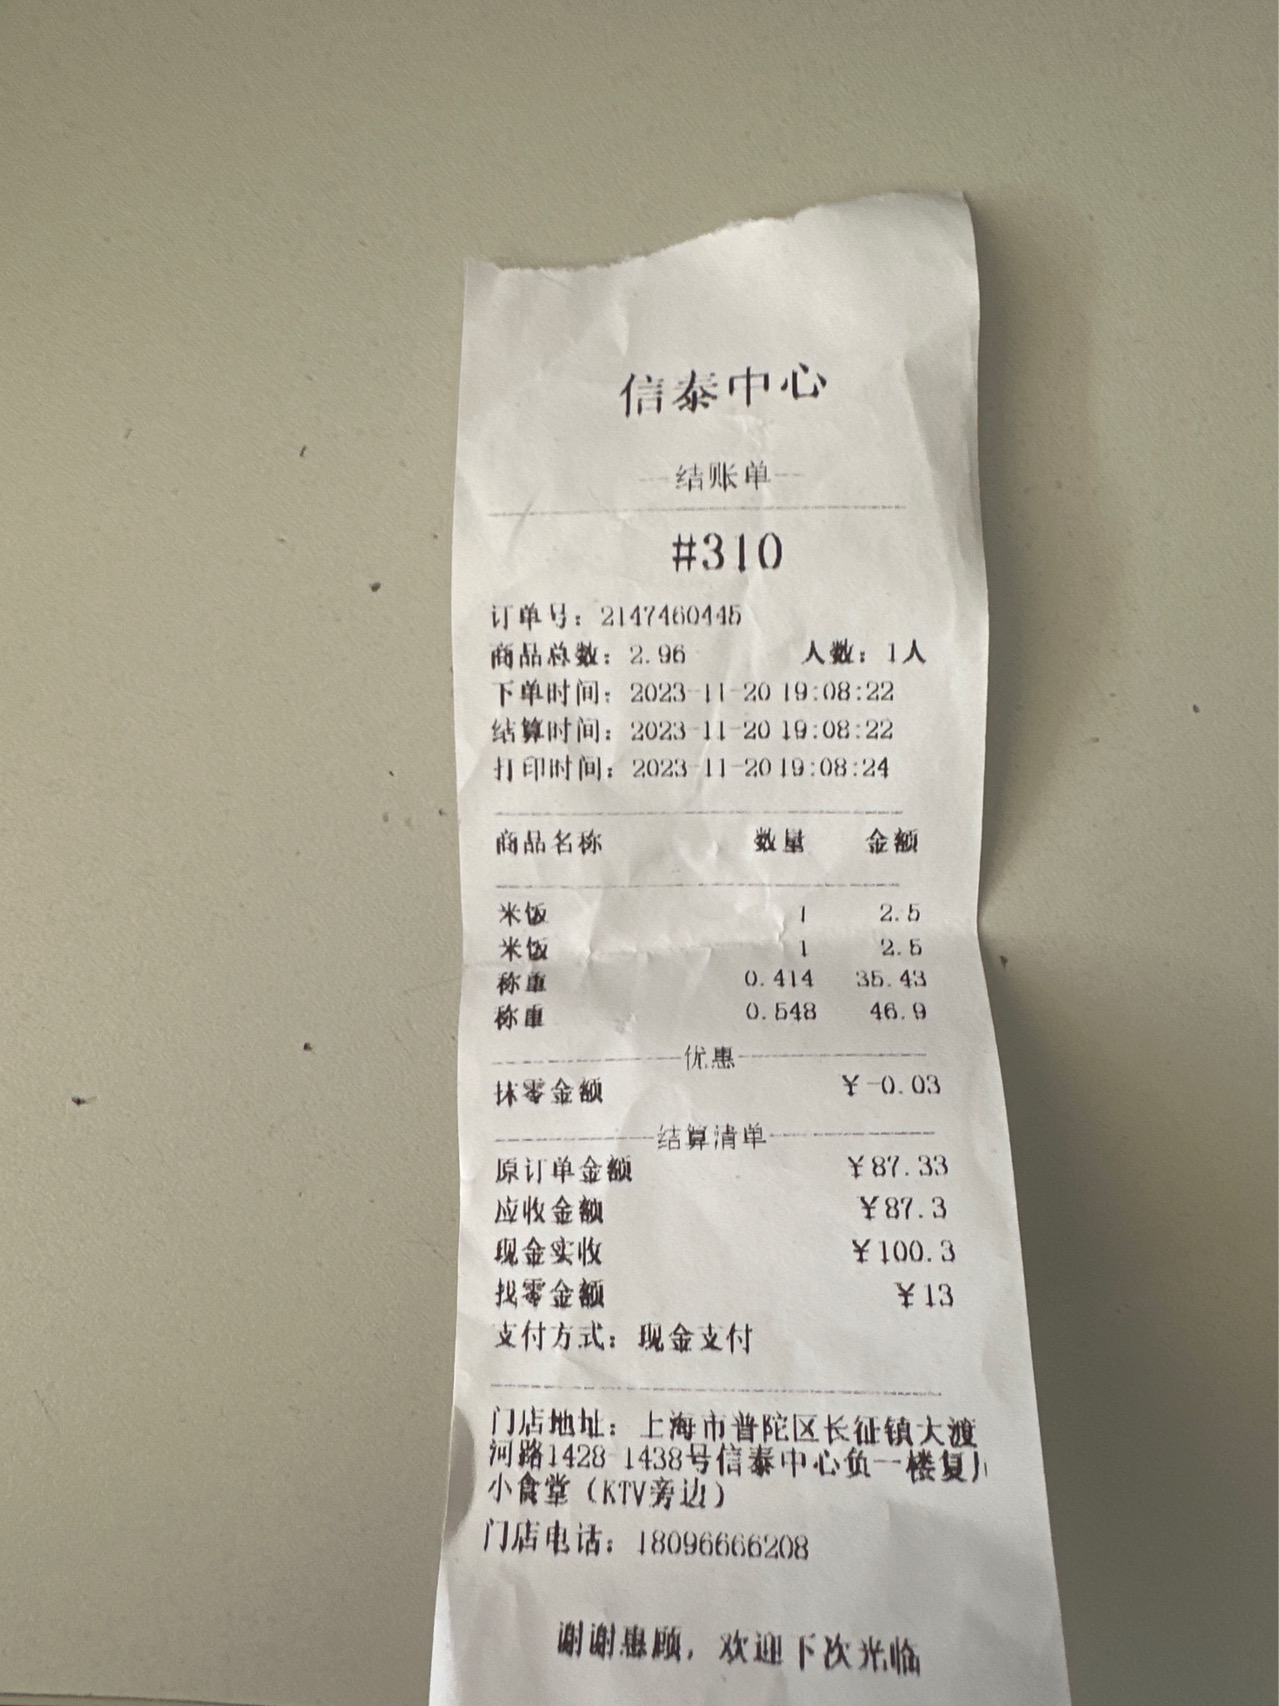 信泰中心
--结账单--
#310
订单号：2147460445
商品总数：2.96 人数：1人
下单时间：2023-11-20 19:08:22
结算时间：2023-11-20 19:08:22
打印时间：2023-11-20 19:08:24
商品名称 数量 金额
米饭 1 2.5
米饭 1 2.5
称重 0.414 35.43
称重 0.548 46.9
优惠
抹零金额 ¥-0.03
结算清单
原订单金额 ¥87.33
应收金额 ¥87.3
现金实收 ¥100.3
找零金额 ¥13
支付方式：现金支付
门店地址：上海市普陀区长征镇大渡
河路1428-1438号信泰中心负一楼复
小食堂（KTV旁边）
门店电话：18096666208
谢谢惠顾，欢迎下次光临